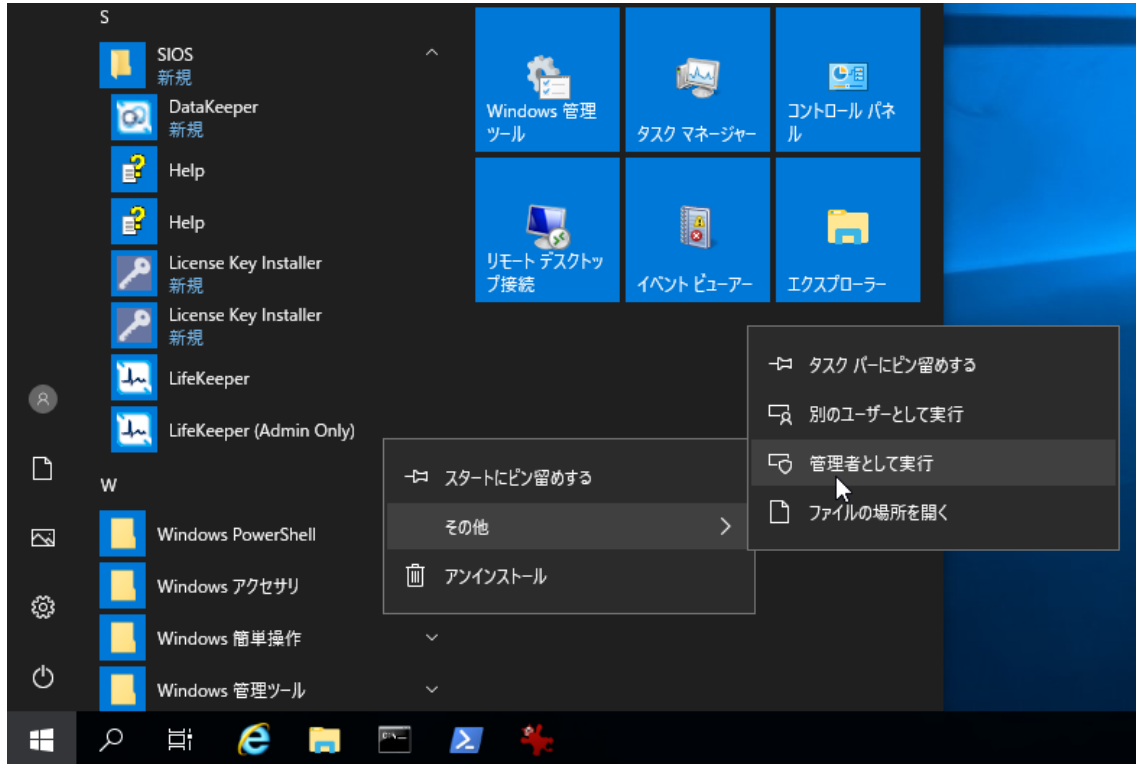 S
SIOS
新規
DataKeeper
新規
Help
Help
License Key Installer
新規
License Key Installer
新規
LifeKeeper
LifeKeeper (Admin Only)
W
Windows PowerShell
Windows アクセサリ
Windows 簡単操作
Windows 管理ツール
Windows 管理
ツール
タスク マネージャー
コントロール パネ
ル
リモート デスクトッ
プ接続
イベント ビューアー
エクスプローラー
スタートにピン留めする
その他
アンインストール
タスク バーにピン留めする
別のユーザーとして実行
管理者として実行
ファイルの場所を開く